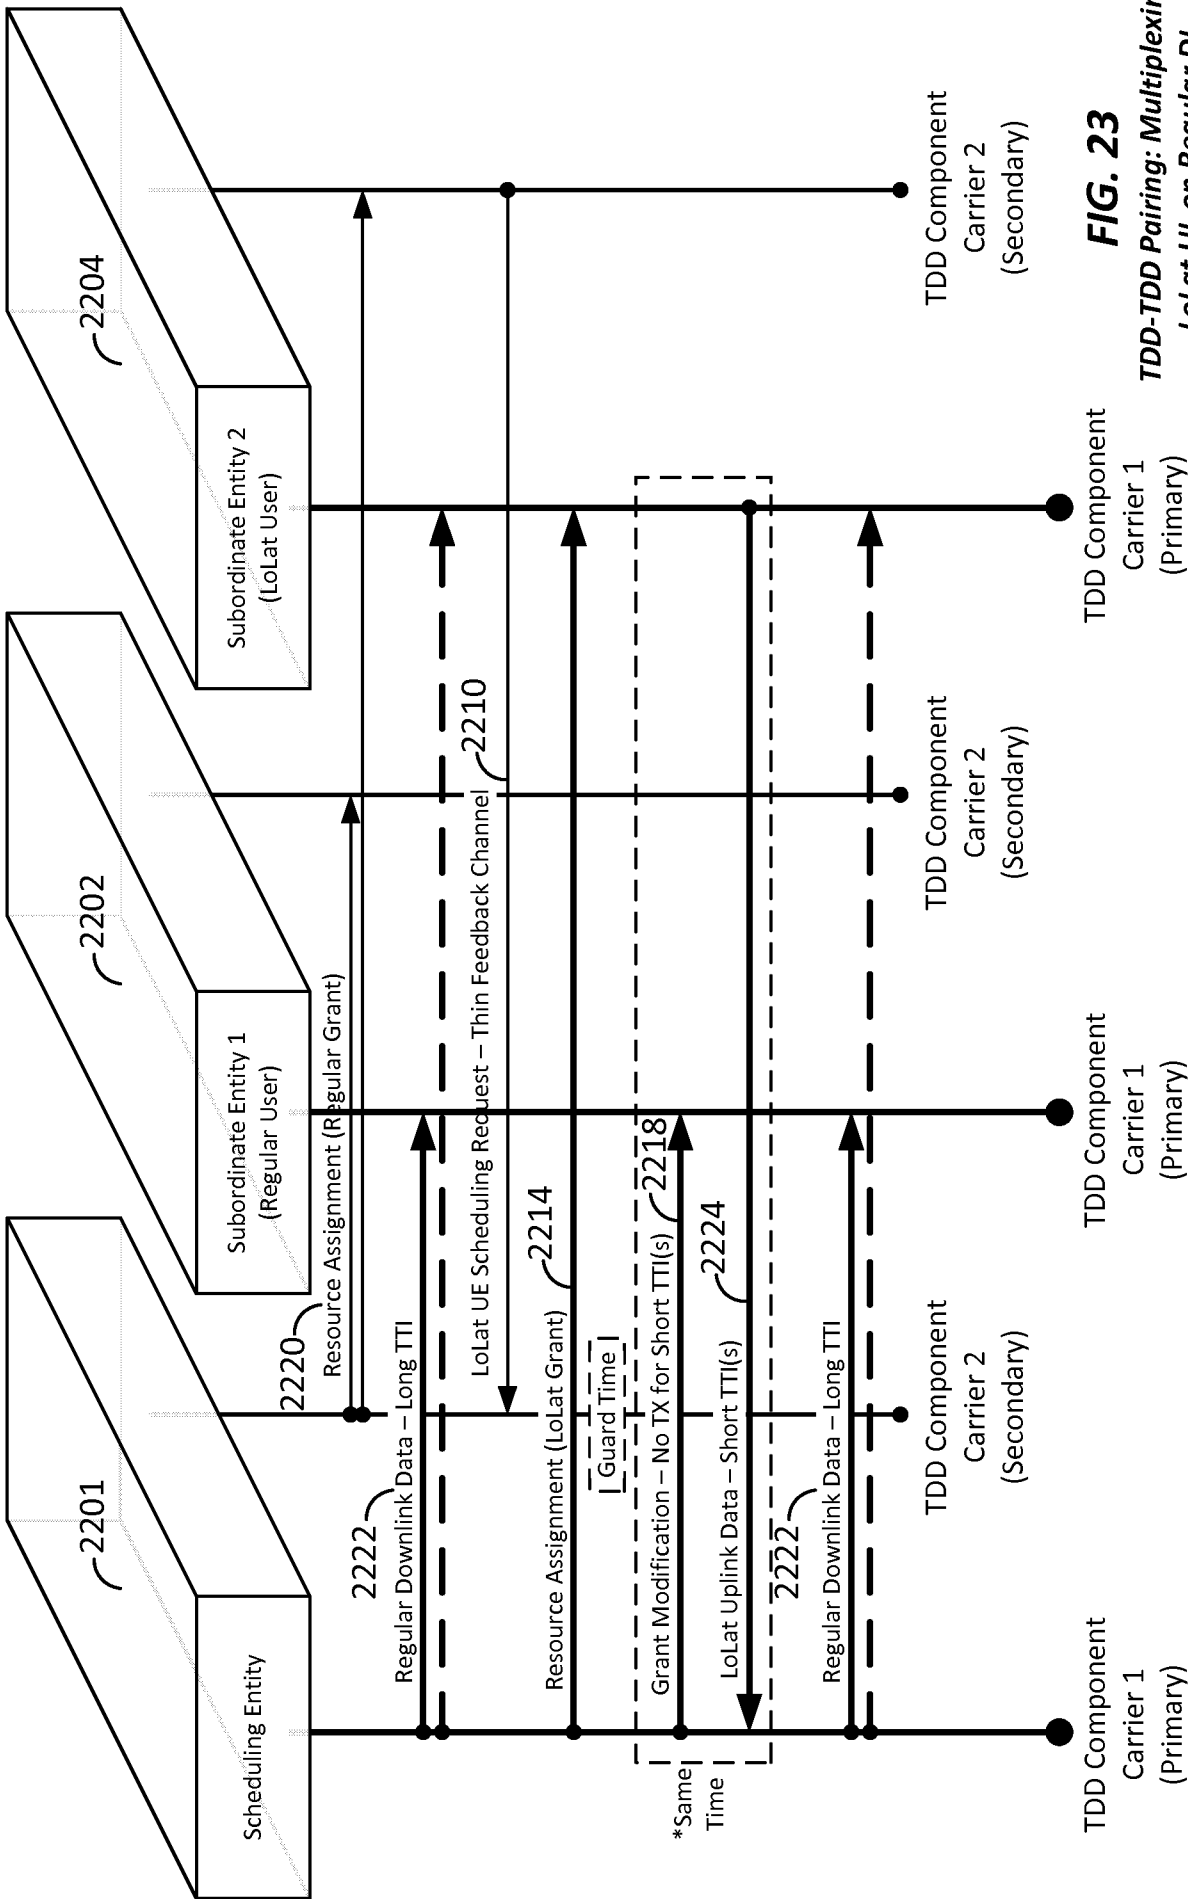 2201
2202
2204
Scheduling Entity
Subordinate Entity 1
(Regular User)
Subordinate Entity 2
(LoLat User)
2220
Resource Assignment (Regular Grant)
2222
Regular Downlink Data – Long TTI
LoLat UE Scheduling Request – Thin Feedback Channel
2210
Resource Assignment (LoLat Grant)
2214
Guard Time
*Same
Time
Grant Modification – No TX for Short TTI(s)
2218
LoLat Uplink Data – Short TTI(s)
2224
2222
Regular Downlink Data – Long TTI
TDD Component
Carrier 1
(Primary)
TDD Component
Carrier 2
(Secondary)
TDD Component
Carrier 1
(Primary)
TDD Component
Carrier 2
(Secondary)
TDD Component
Carrier 1
(Primary)
TDD Component
Carrier 2
(Secondary)
FIG. 23
TDD-TDD Pairing: